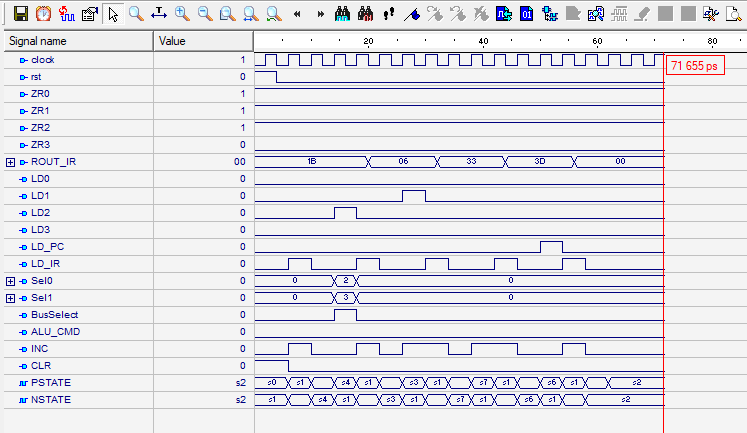 Signal name Value 20 40 60 80
clock 1 71 655 ps
rst 0
ZR0 1
ZR1 1
ZR2 1
ZR3 0
ROUT_IR 00 1B 06 33 3D 00
LD0 0
LD1 0
LD2 0
LD3 0
LD_PC 0
LD_IR 0
Sel0 0 0 2 0
Sel1 0 0 3 0
BusSelect 0
ALU_CMD 0
INC 0
CLR 0
PSTATE s2 s0 s1 s4 s1 s3 s1 s7 s1 s6 s1 s2
NSTATE s2 s1 s4 s1 s3 s1 s7 s1 s6 s1 s2